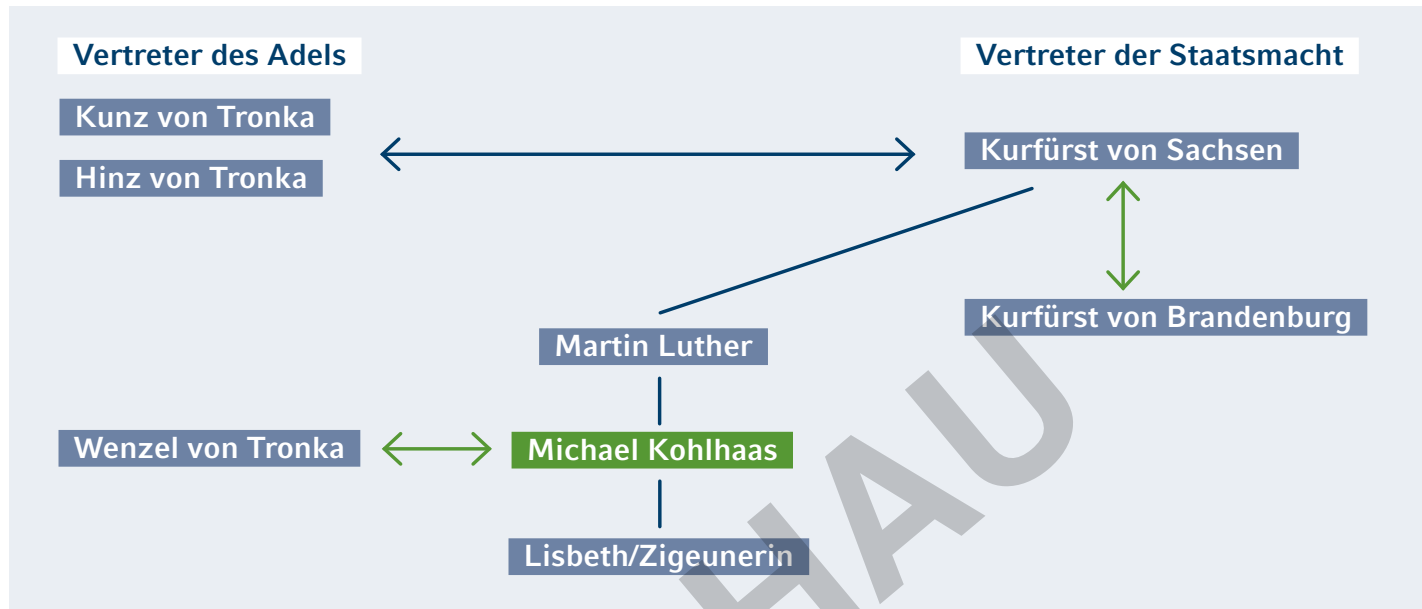 Vertreter des Adels
Vertreter der Staatsmacht
Kunz von Tronka
Hinz von Tronka
Kurfürst von Sachsen
Kurfürst von Brandenburg
Martin Luther
Wenzel von Tronka
Michael Kohlhaas
Lisbeth/Zigeunerin
HAU